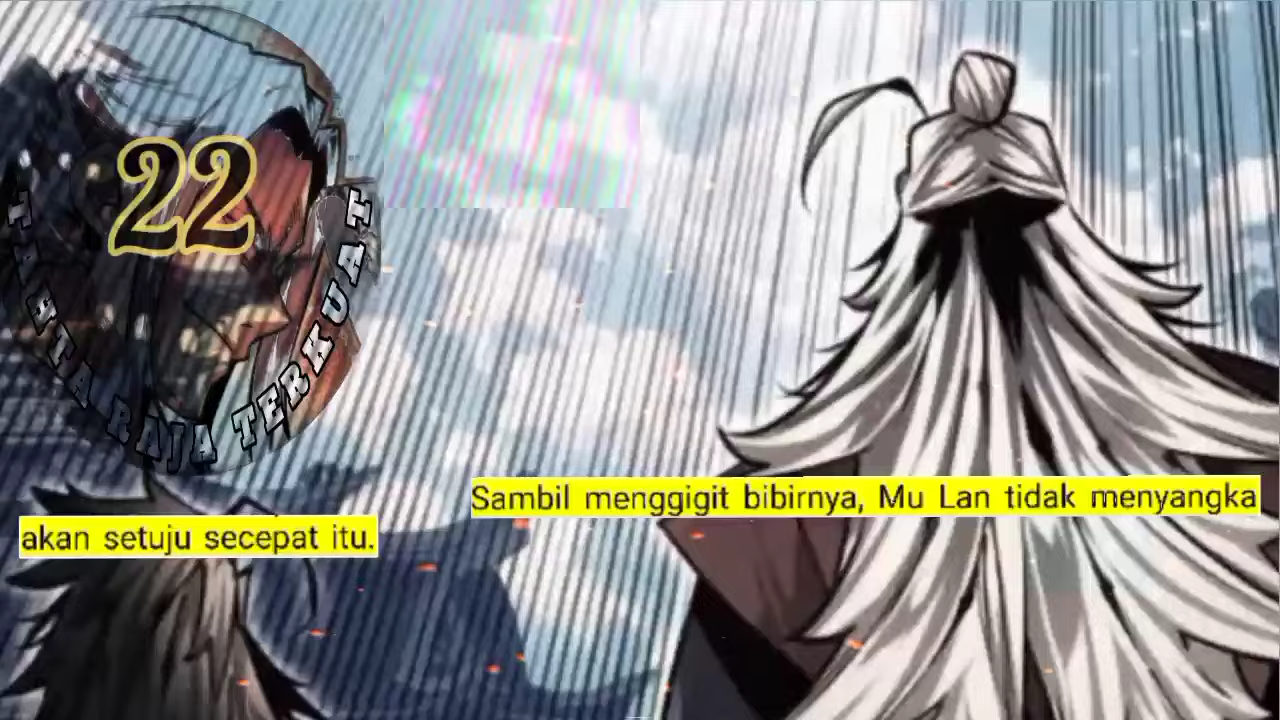 22
TAHTA RAJA TERKUAT
Sambil menggigit bibirnya, Mu Lan tidak menyangka
akan setuju secepat itu.